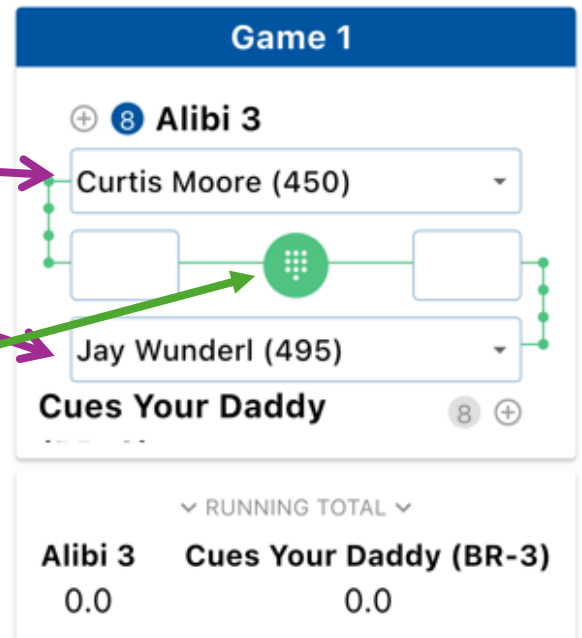 Game 1
8 Alibi 3
Curtis Moore (450)
Jay Wunderl (495)
Cues Your Daddy 8
RUNNING TOTAL
Alibi 3 Cues Your Daddy (BR-3)
0.0 0.0